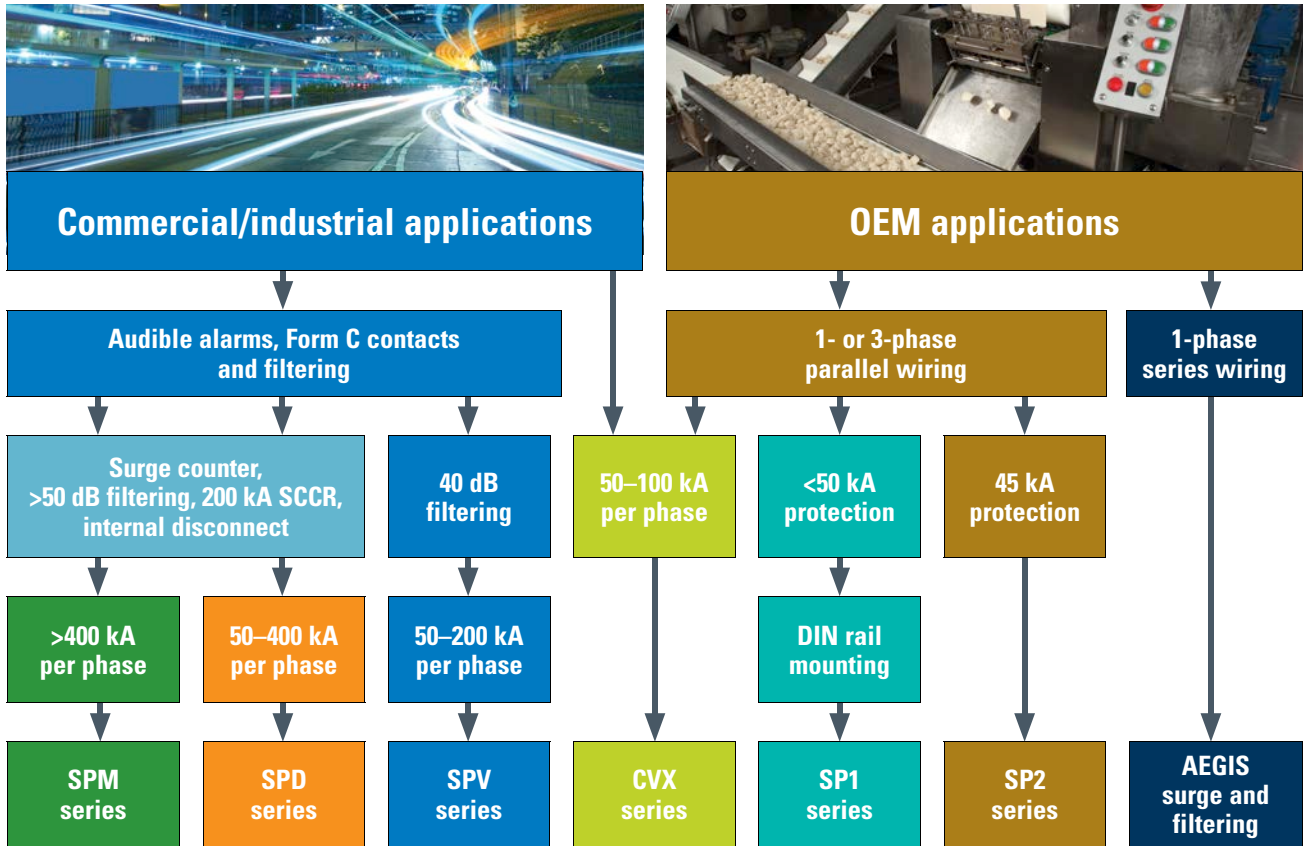 Commercial/industrial applications
OEM applications
Audible alarms, Form C contacts
and filtering
1- or 3-phase
parallel wiring
1-phase
series wiring
Surge counter,
>50 dB filtering, 200 kA SCCR,
internal disconnect
40 dB
filtering
50–100 kA
per phase
<50 kA
protection
45 kA
protection
>400 kA
per phase
50–400 kA
per phase
50–200 kA
per phase
DIN rail
mounting
SPM
series
SPD
series
SPV
series
CVX
series
SP1
series
SP2
series
AEGIS
surge and
filtering